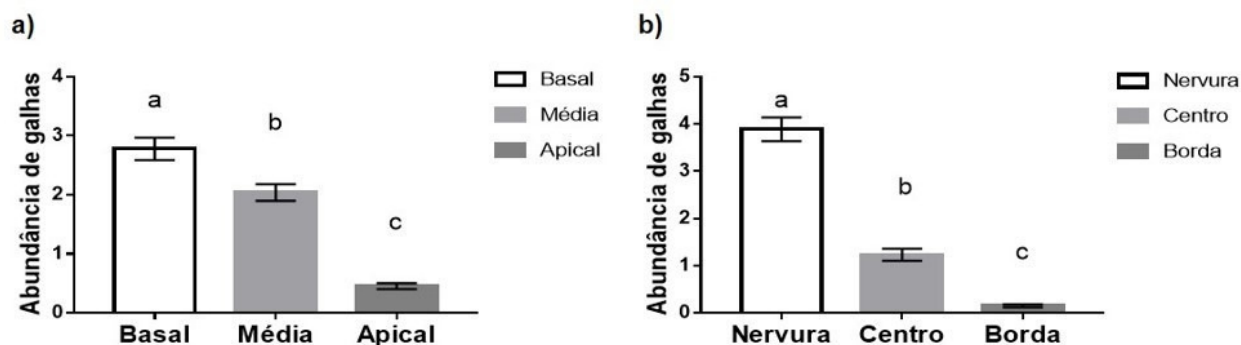 a)
Abundância de galhas
4
3
2
1
0
a
b
c
Basal
Média
Apical
Basal
Média
Apical
b)
Abundância de galhas
5
4
3
2
1
0
a
b
c
Nervura
Centro
Borda
Nervura
Centro
Borda